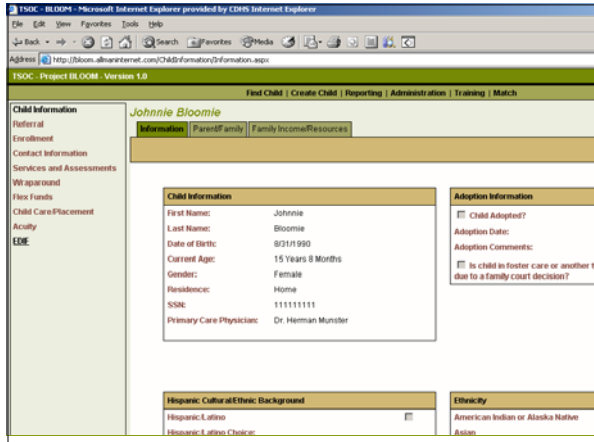 TSOC - BLOOM - Microsoft Internet Explorer provided by CDHS Internet Explorer
File Edit View Favorites Tools Help
Back Search Favorites Media
Address http://bloom.allmaninternet.com/ChildInformation/Information.aspx
TSOC - Project BLOOM - Version 1.0
Find Child | Create Child | Reporting | Administration | Training | Match
Child Information
Referral
Enrollment
Contact Information
Services and Assessments
Wraparound
Flex Funds
Child Care/Placement
Acuity
EDIF
Johnnie Bloomie
Information Parent/Family Family Income/Resources
Child Information
First Name: Johnnie
Last Name: Bloomie
Date of Birth: 8/31/1990
Current Age: 15 Years 8 Months
Gender: Female
Residence: Home
SSN: 111111111
Primary Care Physician: Dr. Herman Munster
Adoption Information
Child Adopted?
Adoption Date:
Adoption Comments:
Is child in foster care or another t
due to a family court decision?
Hispanic Cultural/Ethnic Background
Hispanic/Latino
Hispanic/Latino Choice:
Ethnicity
American Indian or Alaska Native
Asian